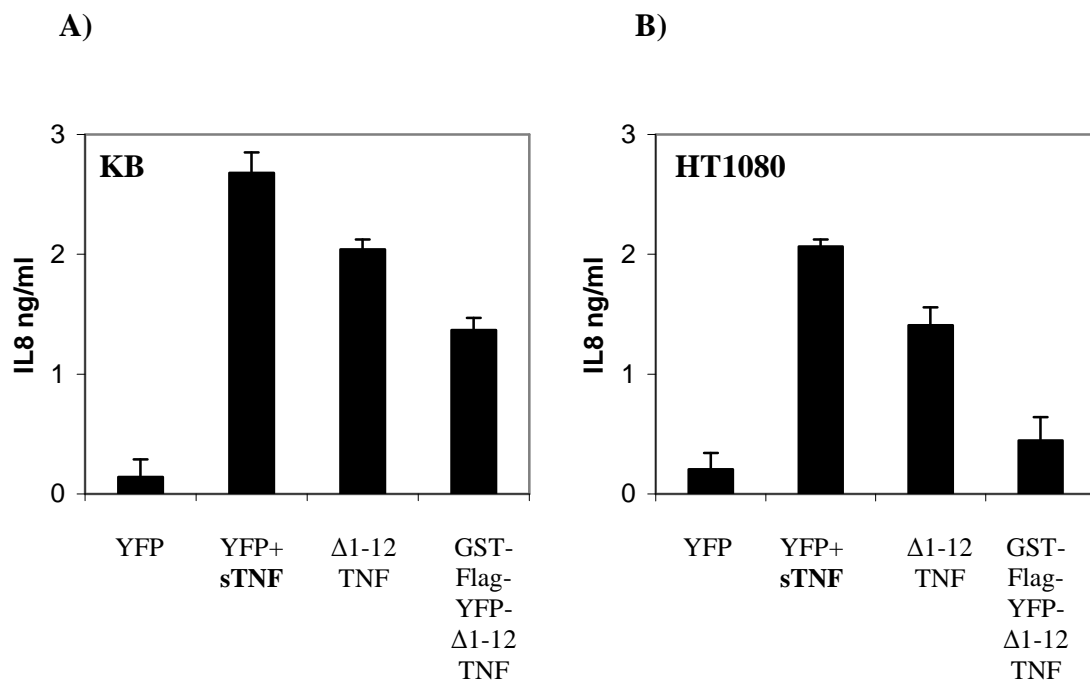 A)
KB
IL8 ng/ml
3
2
1
0
YFP
YFP+
sTNF
Δ1-12
TNF
GST-
Flag-
YFP-
Δ1-12
TNF
B)
HT1080
IL8 ng/ml
3
2
1
0
YFP
YFP+
sTNF
Δ1-12
TNF
GST-
Flag-
YFP-
Δ1-12
TNF